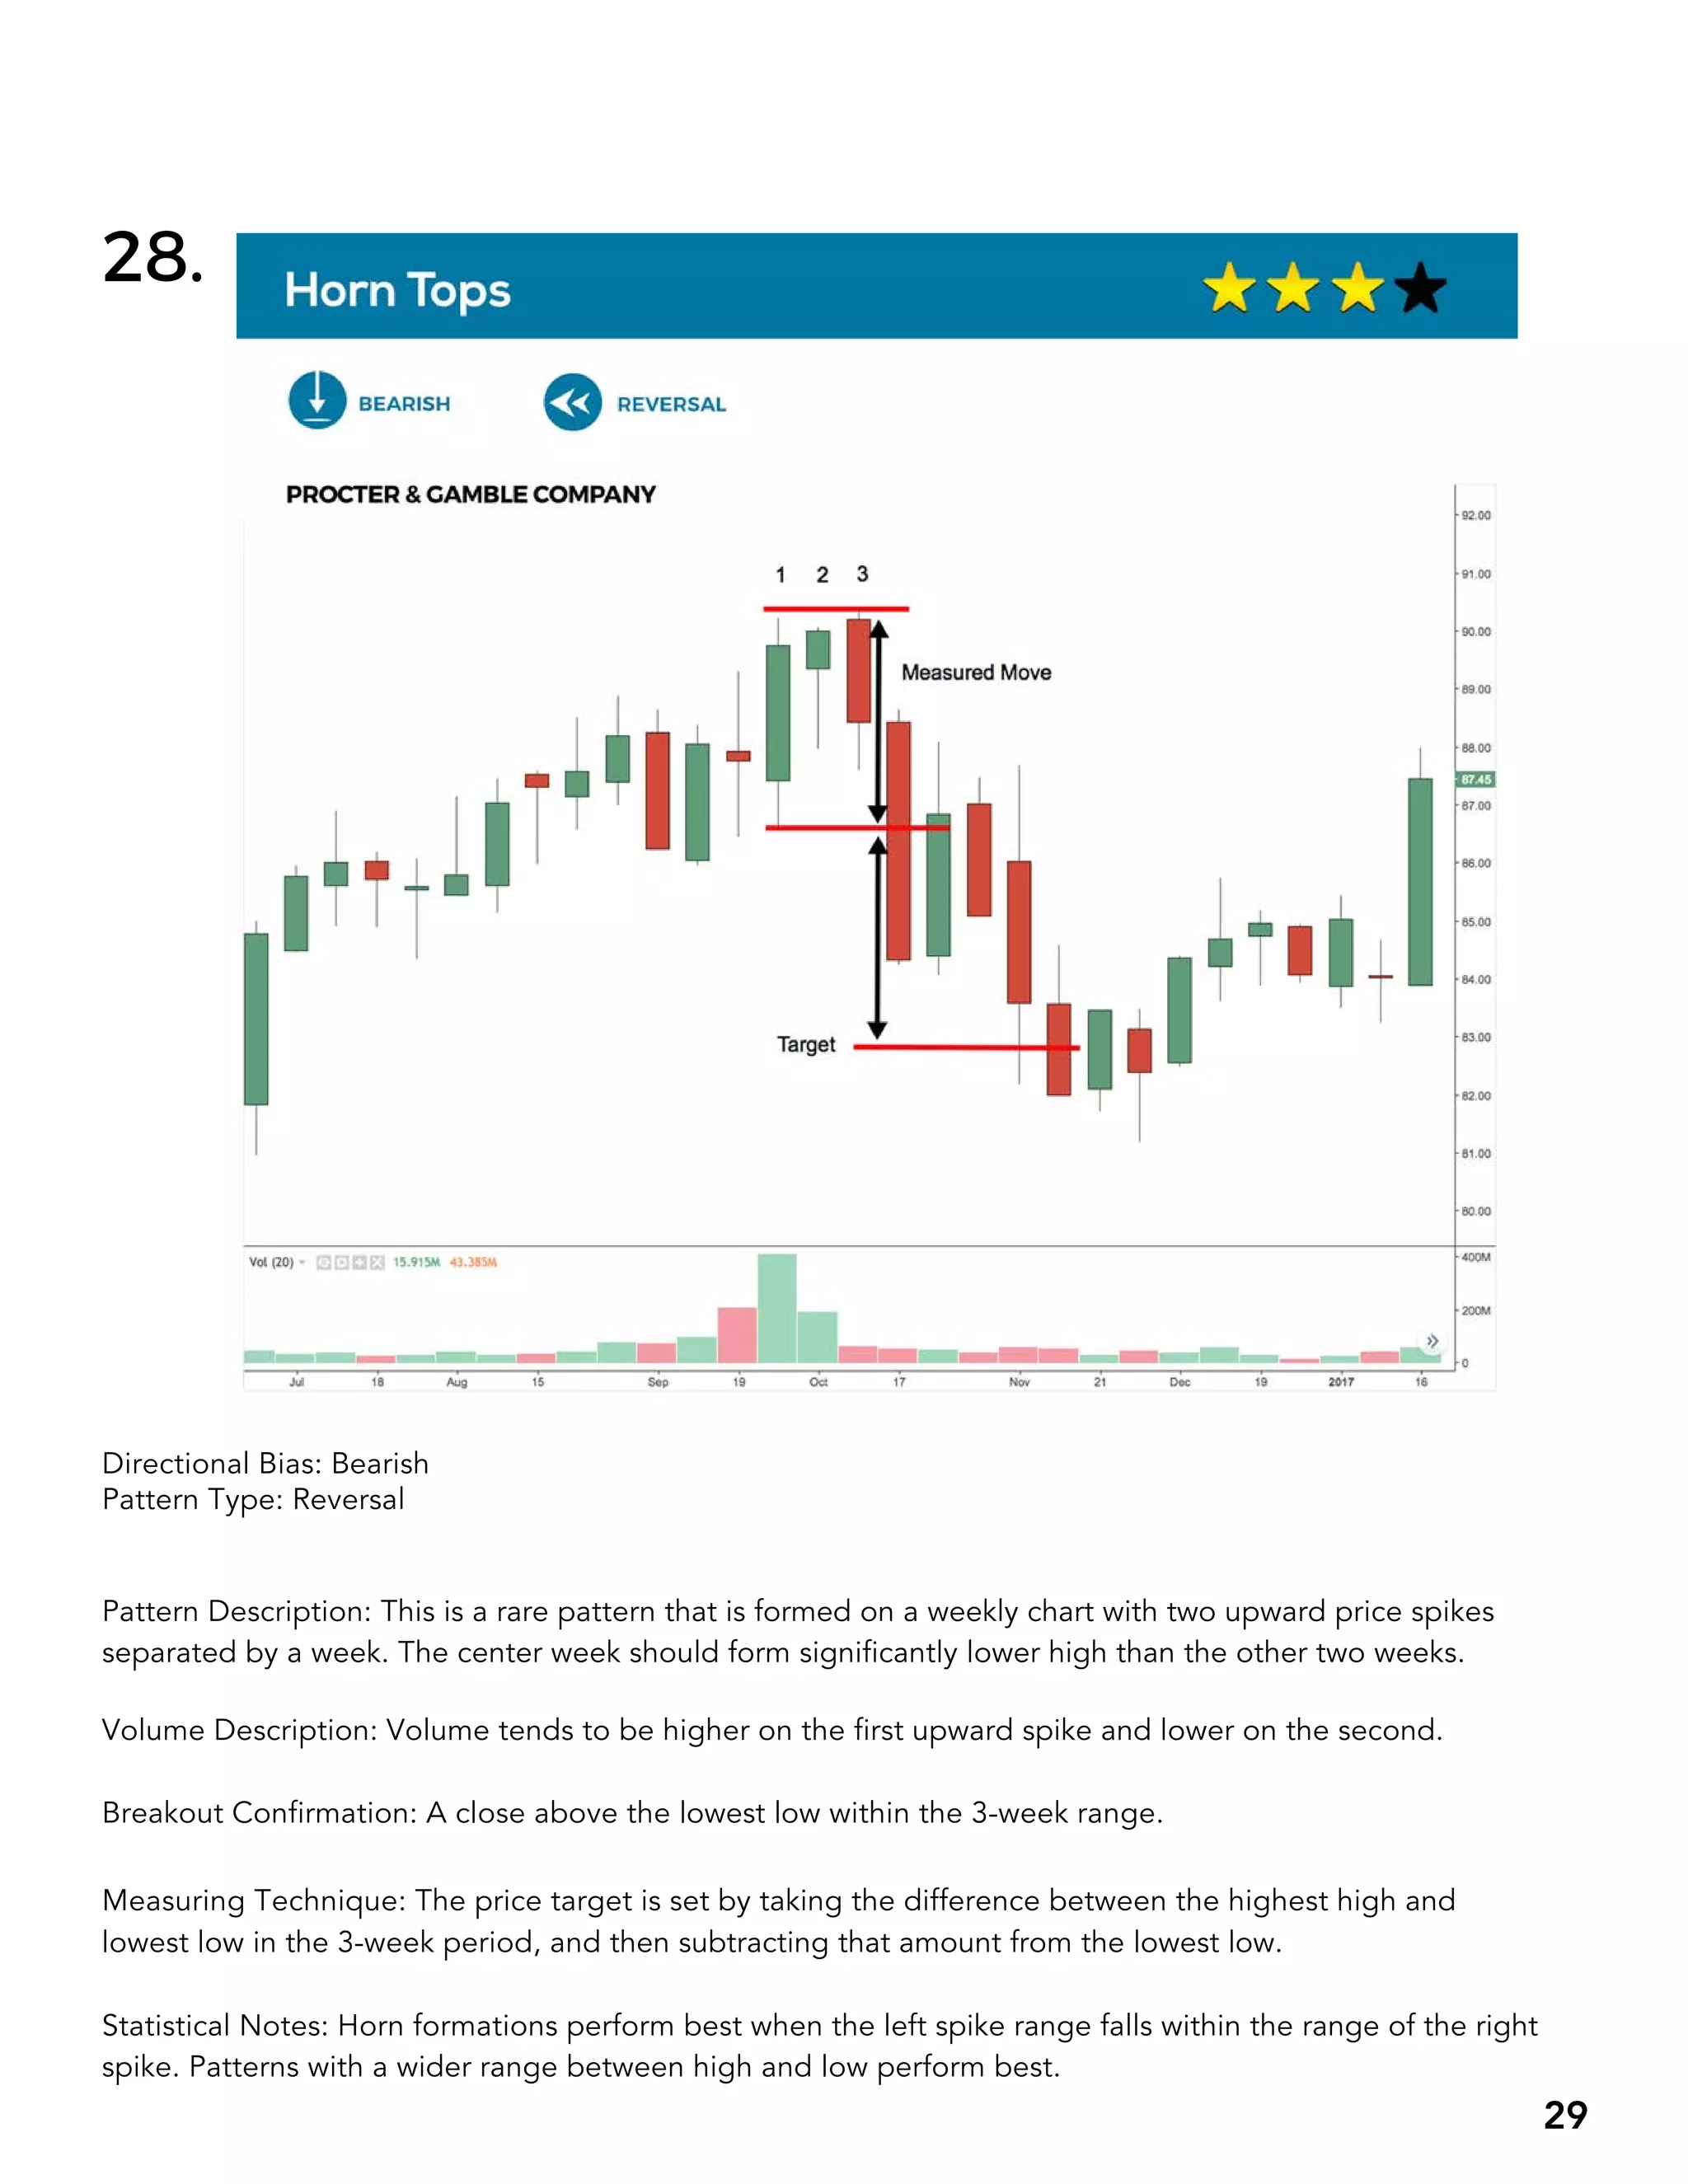 28.
Horn Tops
BEARISH
REVERSAL
PROCTER & GAMBLE COMPANY
92.00
1 2 3
91.00
90.00
Measured Move
89.00
88.00
87.45
87.00
86.00
85.00
84.00
Target
83.00
82.00
81.00
80.00
Vol (20) 15.915M 43.385M
400M
200M
0
Jul 18 Aug 15 Sep 19 Oct 17 Nov 21 Dec 19 2017 16
Directional Bias: Bearish
Pattern Type: Reversal
Pattern Description: This is a rare pattern that is formed on a weekly chart with two upward price spikes
separated by a week. The center week should form significantly lower high than the other two weeks.
Volume Description: Volume tends to be higher on the first upward spike and lower on the second.
Breakout Confirmation: A close above the lowest low within the 3-week range.
Measuring Technique: The price target is set by taking the difference between the highest high and
lowest low in the 3-week period, and then subtracting that amount from the lowest low.
Statistical Notes: Horn formations perform best when the left spike range falls within the range of the right
spike. Patterns with a wider range between high and low perform best.
29